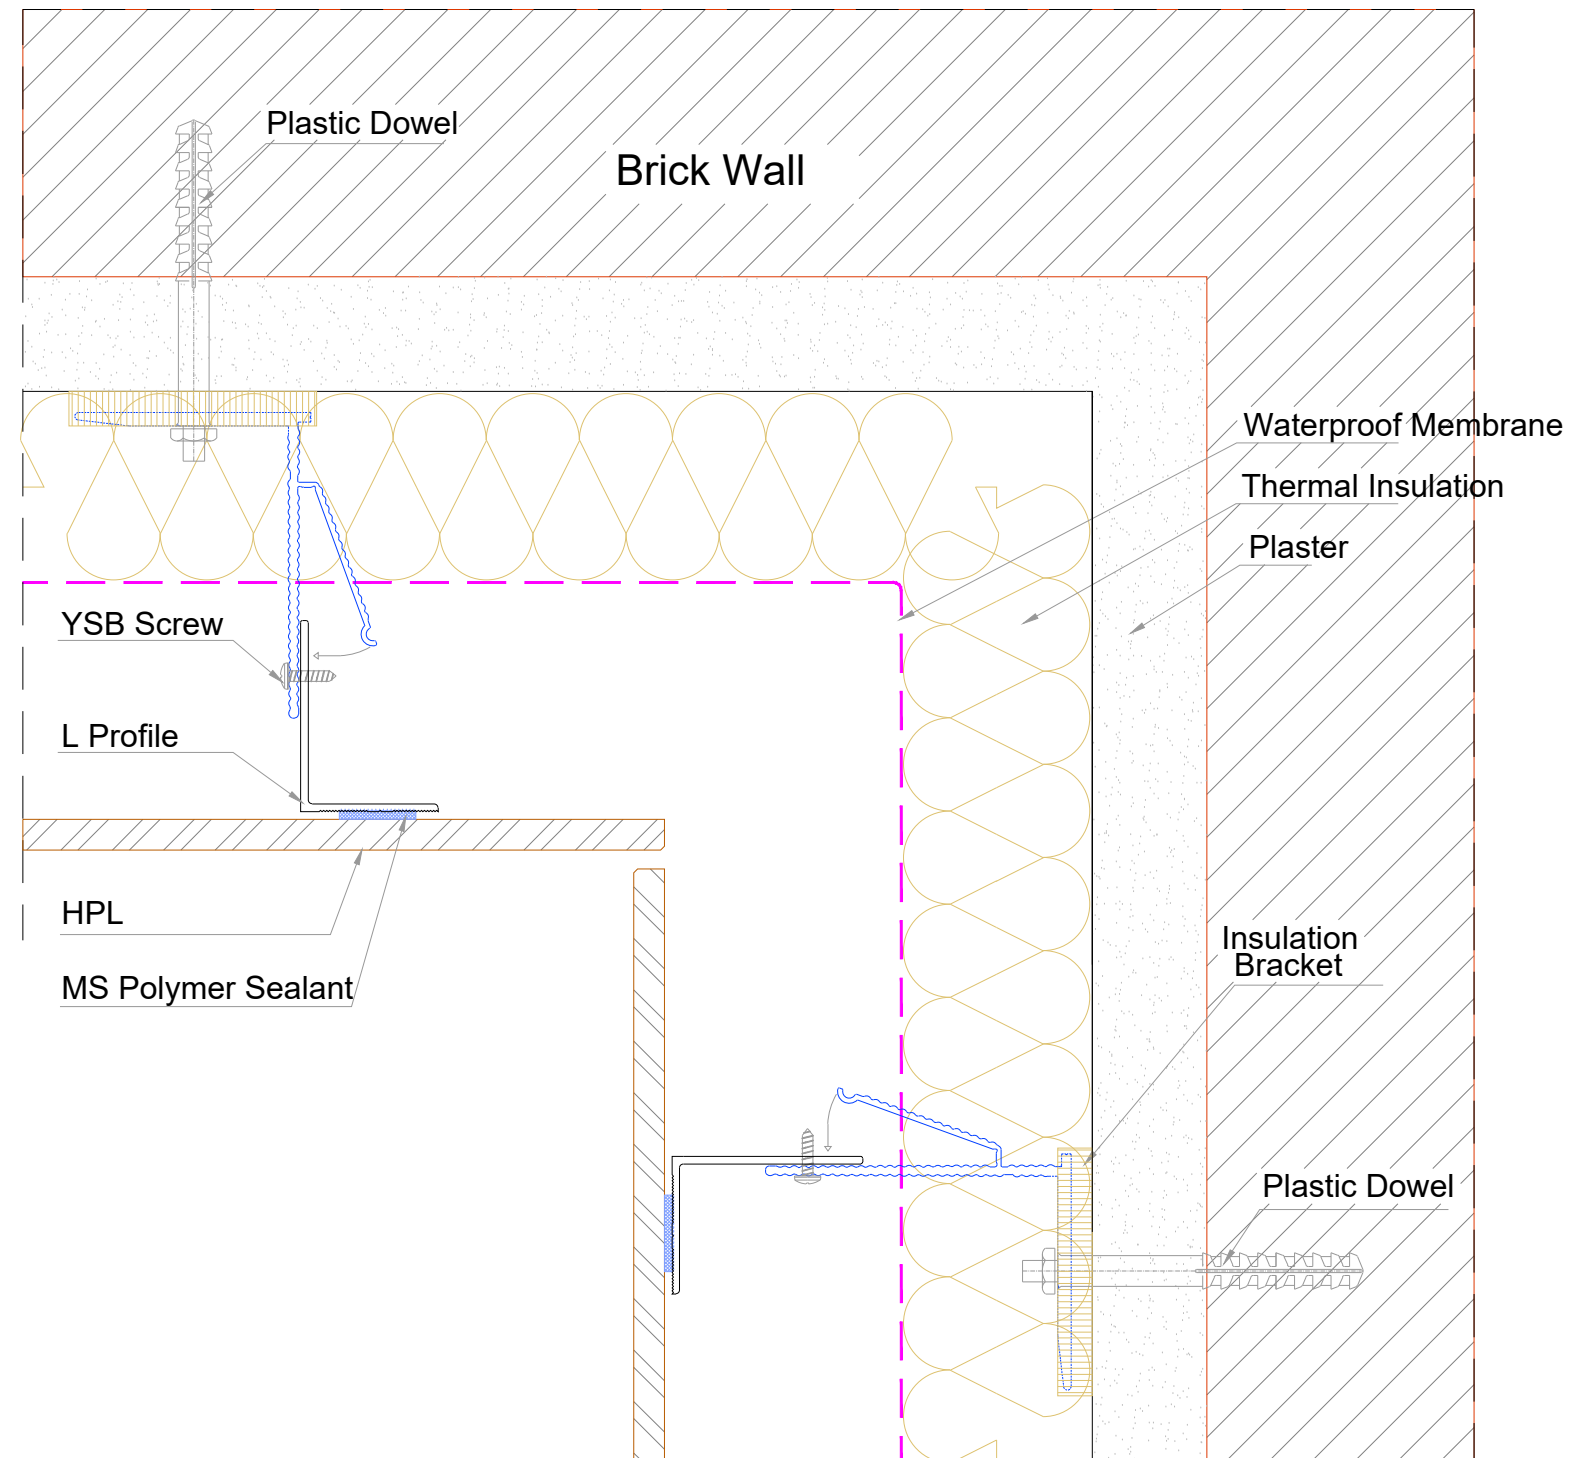 Plastic Dowel
Brick Wall
Waterproof Membrane
Thermal Insulation
Plaster
YSB Screw
L Profile
HPL
MS Polymer Sealant
Insulation
Bracket
Plastic Dowel